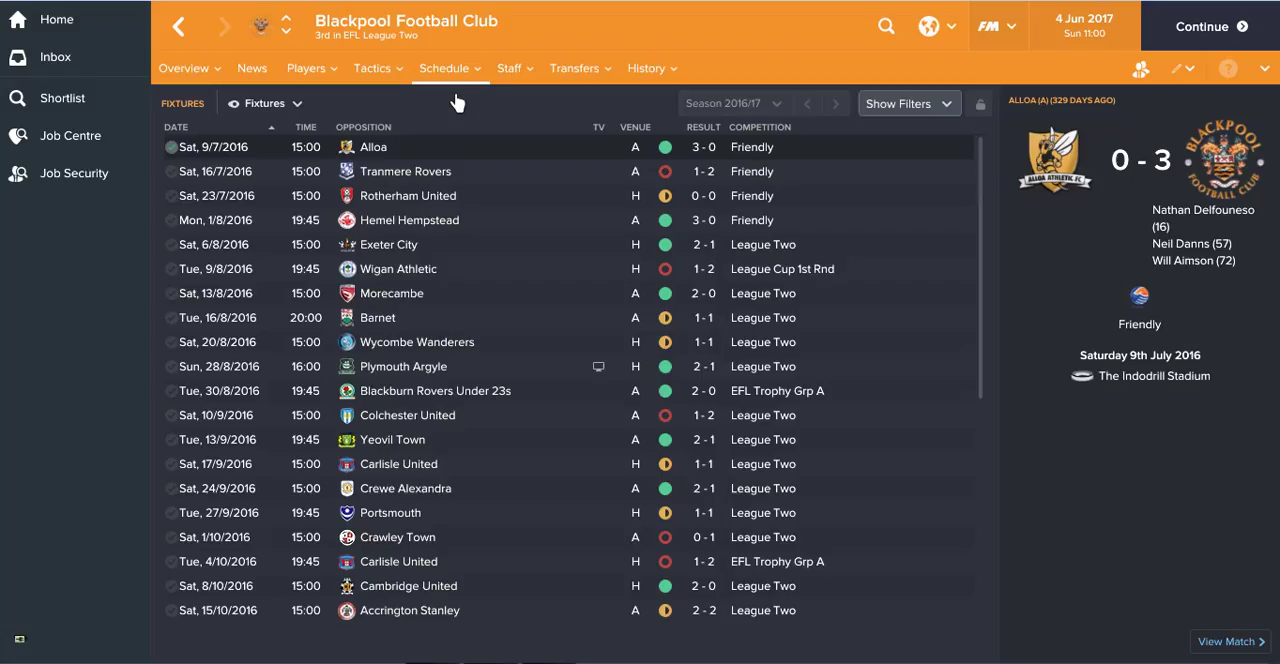 Home
Inbox
Shortlist
Job Centre
Job Security
Blackpool Football Club
3rd in EFL League Two
FM
4 Jun 2017
Sun 11:00
Continue
Overview News Players Tactics Schedule Staff Transfers History
FIXTURES Fixtures Season 2016/17 Show Filters
DATE TIME OPPOSITION TV VENUE RESULT COMPETITION
Sat, 9/7/2016 15:00 Alloa A 3 - 0 Friendly
Sat, 16/7/2016 15:00 Tranmere Rovers A 1 - 2 Friendly
Sat, 23/7/2016 15:00 Rotherham United H 0 - 0 Friendly
Mon, 1/8/2016 19:45 Hemel Hempstead A 3 - 0 Friendly
Sat, 6/8/2016 15:00 Exeter City H 2 - 1 League Two
Tue, 9/8/2016 19:45 Wigan Athletic H 1 - 2 League Cup 1st Rnd
Sat, 13/8/2016 15:00 Morecambe A 2 - 0 League Two
Tue, 16/8/2016 20:00 Barnet A 1 - 1 League Two
Sat, 20/8/2016 15:00 Wycombe Wanderers H 1 - 1 League Two
Sun, 28/8/2016 16:00 Plymouth Argyle H 2 - 1 League Two
Tue, 30/8/2016 19:45 Blackburn Rovers Under 23s A 2 - 0 EFL Trophy Grp A
Sat, 10/9/2016 15:00 Colchester United A 1 - 2 League Two
Tue, 13/9/2016 19:45 Yeovil Town A 2 - 1 League Two
Sat, 17/9/2016 15:00 Carlisle United H 1 - 1 League Two
Sat, 24/9/2016 15:00 Crewe Alexandra A 2 - 1 League Two
Tue, 27/9/2016 19:45 Portsmouth H 1 - 1 League Two
Sat, 1/10/2016 15:00 Crawley Town A 0 - 1 League Two
Tue, 4/10/2016 19:45 Carlisle United H 1 - 2 EFL Trophy Grp A
Sat, 8/10/2016 15:00 Cambridge United H 2 - 0 League Two
Sat, 15/10/2016 15:00 Accrington Stanley A 2 - 2 League Two
ALLOA (A) (329 DAYS AGO)
ALLOA ATHLETIC FC
0 - 3
BLACKPOOL
FOOTBALL CLUB
Nathan Delfouneso
(16)
Neil Danns (57)
Will Aimson (72)
Friendly
Saturday 9th July 2016
The Indodrill Stadium
View Match